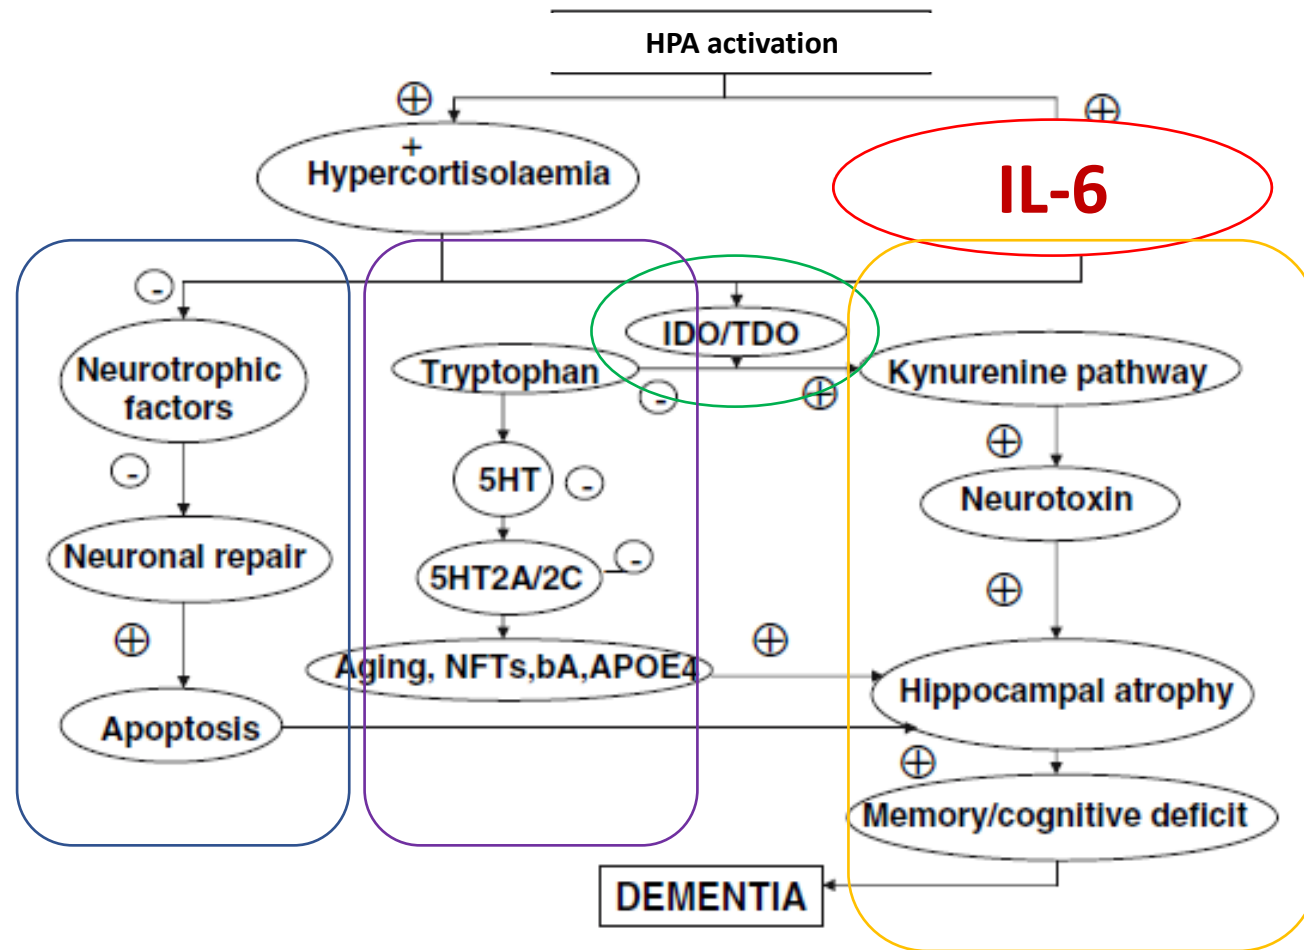 HPA activation
⊕
⊕
+
Hypercortisolaemia
IL-6
-
IDO/TDO
Neurotrophic
factors
Tryptophan
-
⊕
Kynurenine pathway
-
5HT
-
⊕
Neurotoxin
Neuronal repair
5HT2A/2C
-
⊕
⊕
⊕
Aging, NFTs,bA,APOE4
Hippocampal atrophy
Apoptosis
⊕
Memory/cognitive deficit
DEMENTIA